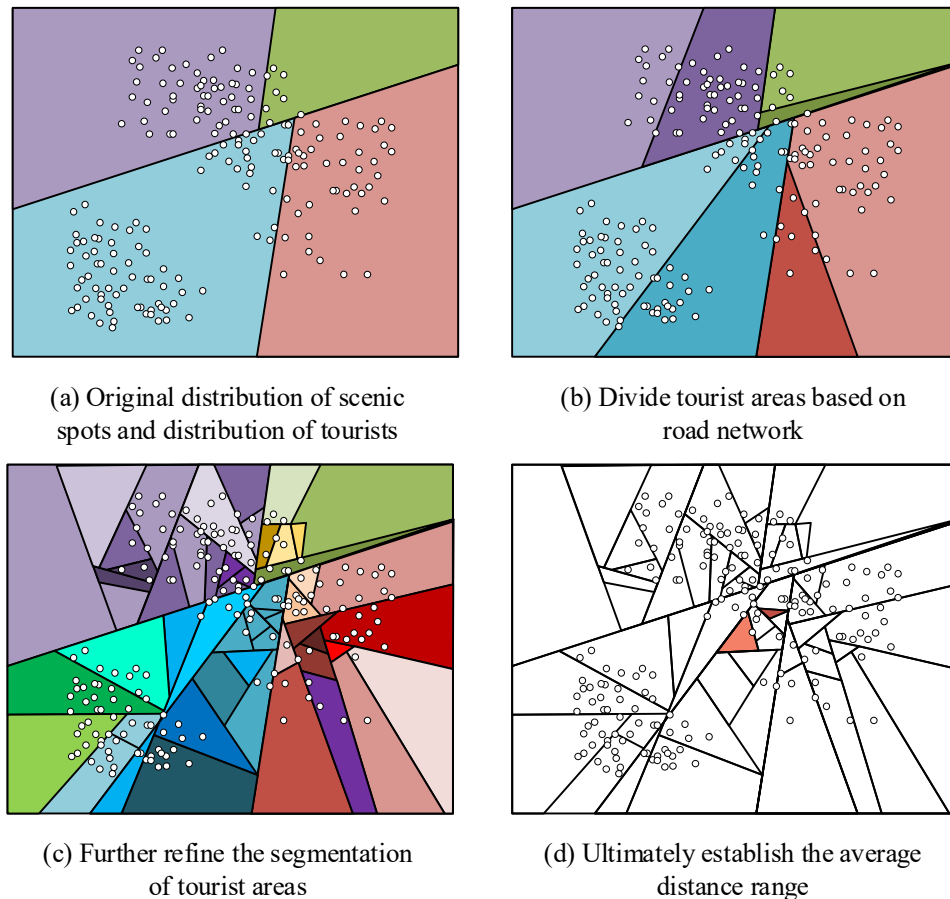 (a) Original distribution of scenic
spots and distribution of tourists
(b) Divide tourist areas based on
road network
(c) Further refine the segmentation
of tourist areas
(d) Ultimately establish the average
distance range